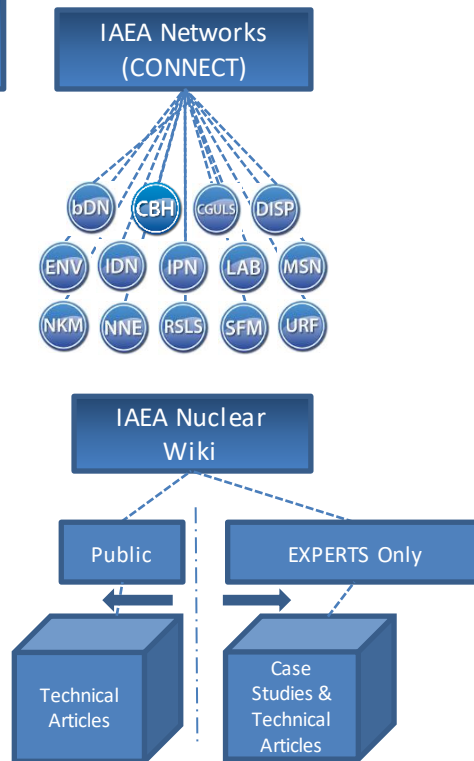 IAEA Networks
(CONNECT)
bDN CBH CGULS DISP
ENV IDN IPN LAB MSN
NKM NNE RSLS SFM URF
IAEA Nuclear
Wiki
Public EXPERTS Only
Technical
Articles
Case
Studies &
Technical
Articles